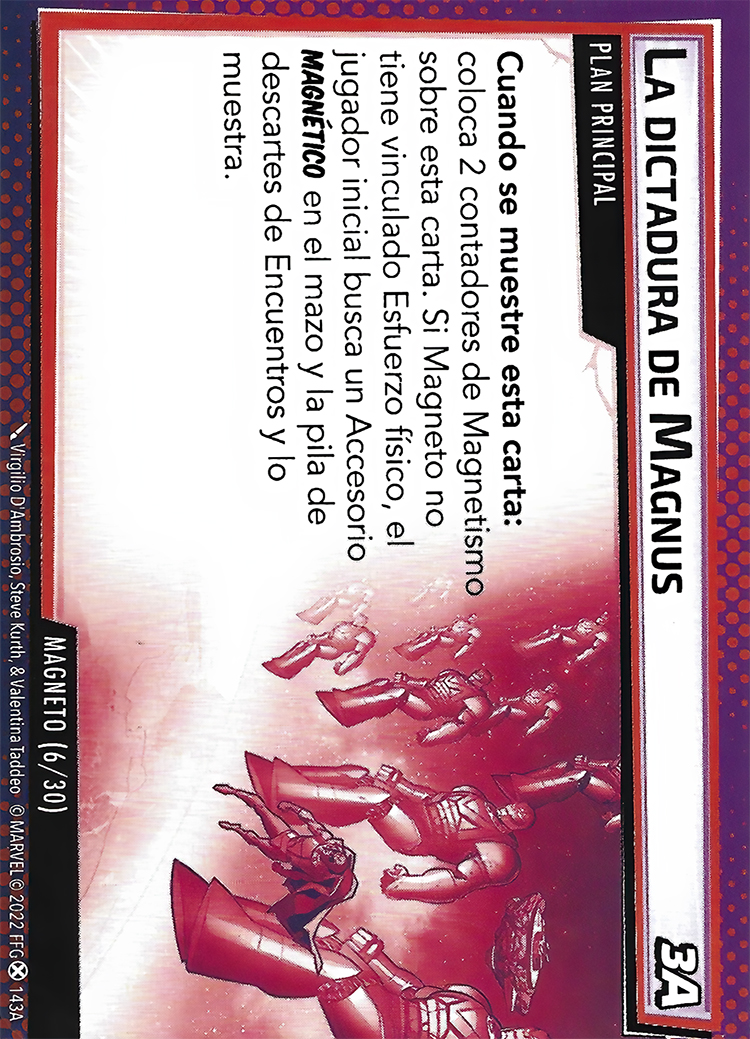 LA DICTADURA DE MAGNUS
3A
PLAN PRINCIPAL
Cuando se muestre esta carta:
coloca 2 contadores de Magnetismo
sobre esta carta. Si Magneto no
tiene vinculado Esfuerzo físico, el
jugador inicial busca un Accesorio
MAGNÉTICO en el mazo y la pila de
descartes de Encuentros y lo
muestra.
MAGNETO (6/30)
Virgilio D'Ambrosio, Steve Kurth, & Valentina Taddeo © MARVEL © 2022 FFG 143A